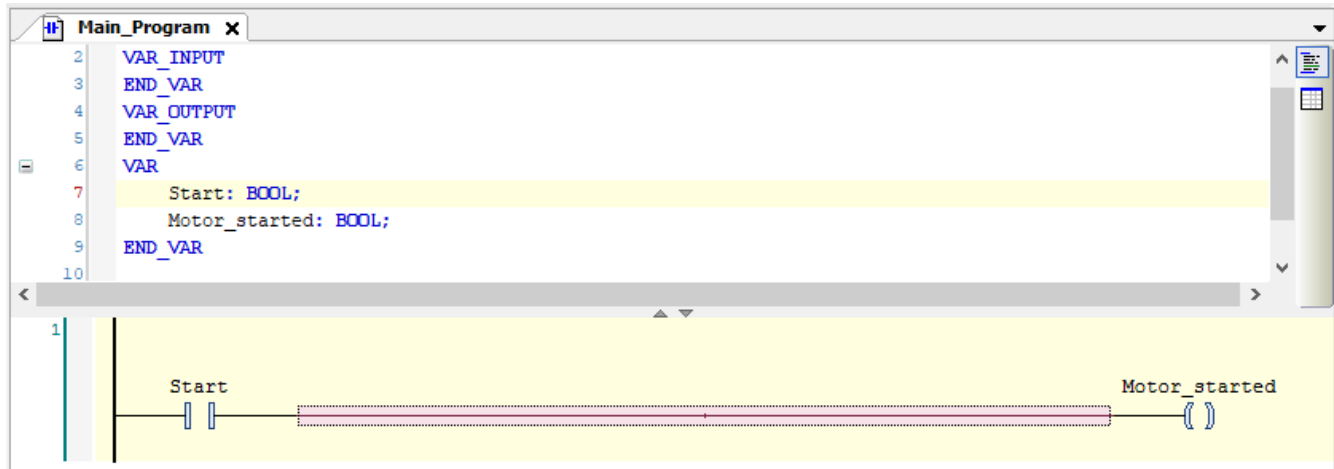 Main_Program X
2 VAR_INPUT
3 END_VAR
4 VAR_OUTPUT
5 END_VAR
6 VAR
7 Start: BOOL;
8 Motor_started: BOOL;
9 END_VAR
10
1
Start Motor_started